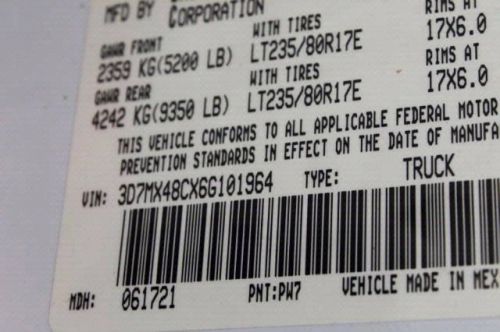 MFD BY CORPORATION WITH TIRES RIMS AT
GAWR FRONT 17X6.0
2359 KG(5200 LB) LT235/80R17E
GAWR REAR WITH TIRES RIMS AT
4242 KG(9350 LB) LT235/80R17E 17X6.0
THIS VEHICLE CONFORMS TO ALL APPLICABLE FEDERAL MOTOR
PREVENTION STANDARDS IN EFFECT ON THE DATE OF MANUFA
VIN: 3D7MX48CX6G101964 TYPE: TRUCK
MDH: 061721 PNT:PW7 VEHICLE MADE IN MEX